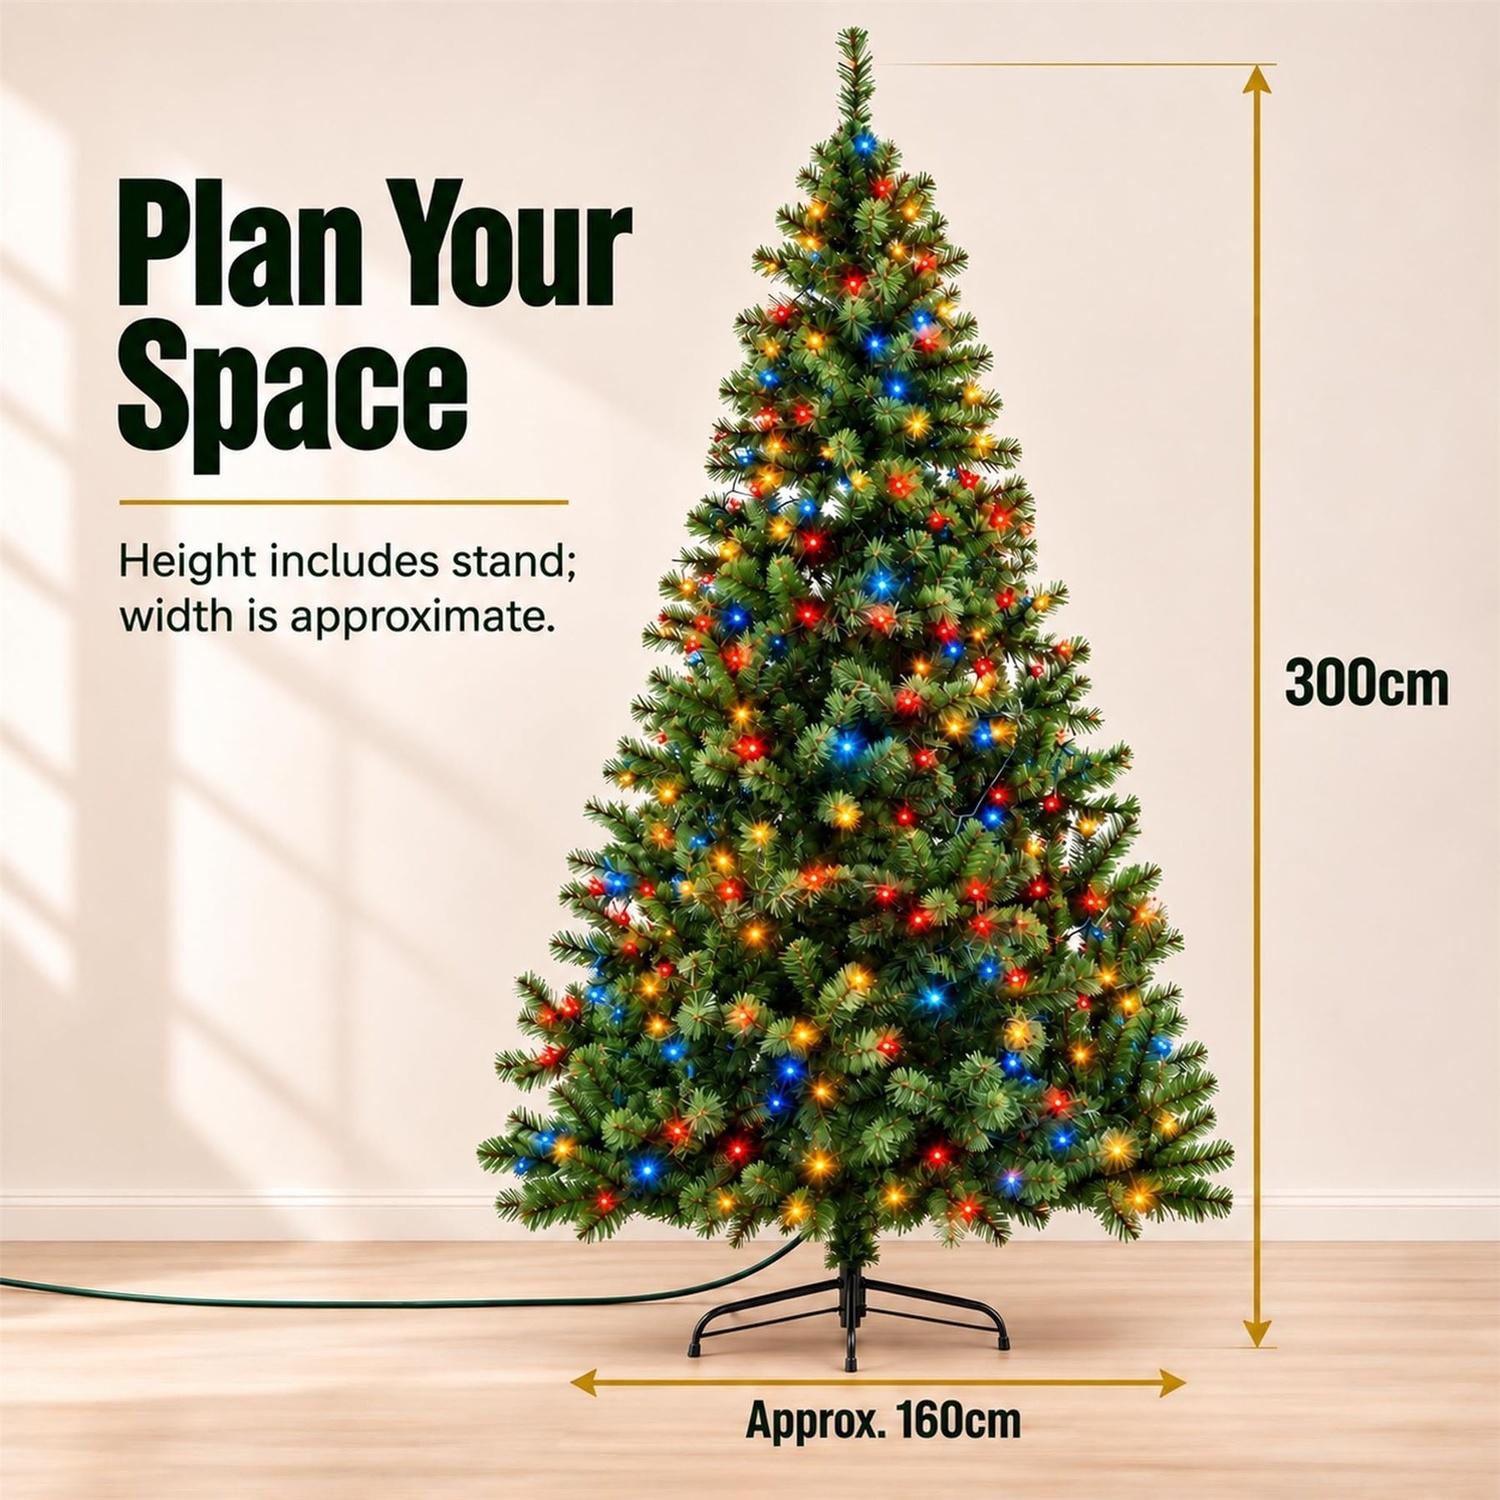 Plan Your
Space
Height includes stand;
width is approximate.
300cm
Approx. 160cm